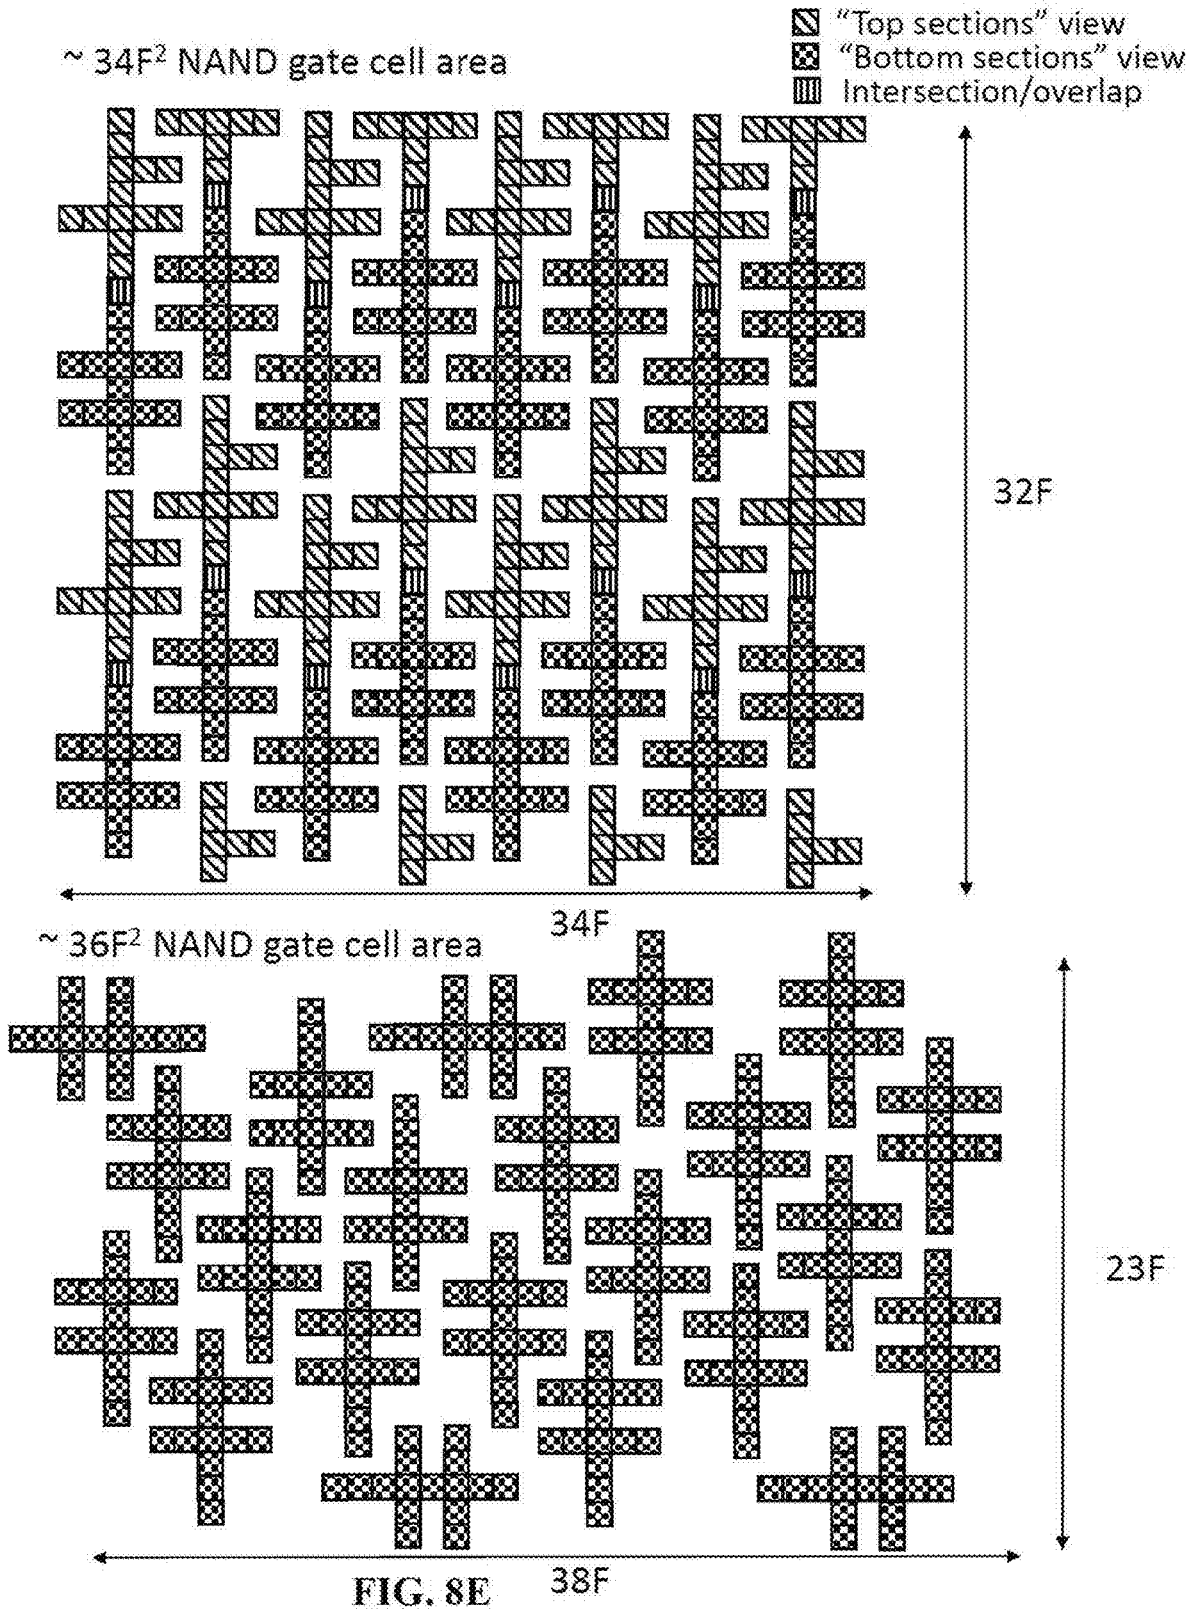 “Top sections” view
~ 34F² NAND gate cell area
“Bottom sections” view
Intersection/overlap
32F
34F
~ 36F² NAND gate cell area
23F
38F
FIG. 8E